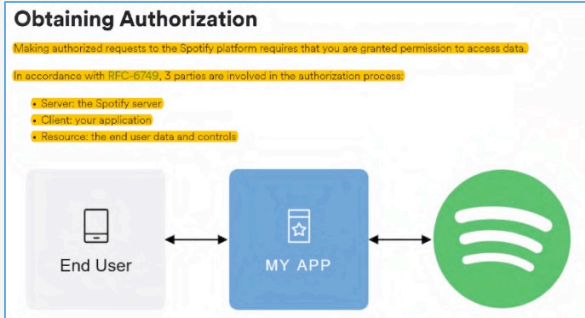 Obtaining Authorization
Making authorized requests to the Spotify platform requires that you are granted permission to access data.
In accordance with RFC-6749, 3 parties are involved in the authorization process:
• Server: the Spotify server
• Client: your application
• Resource: the end user data and controls
End User
MY APP